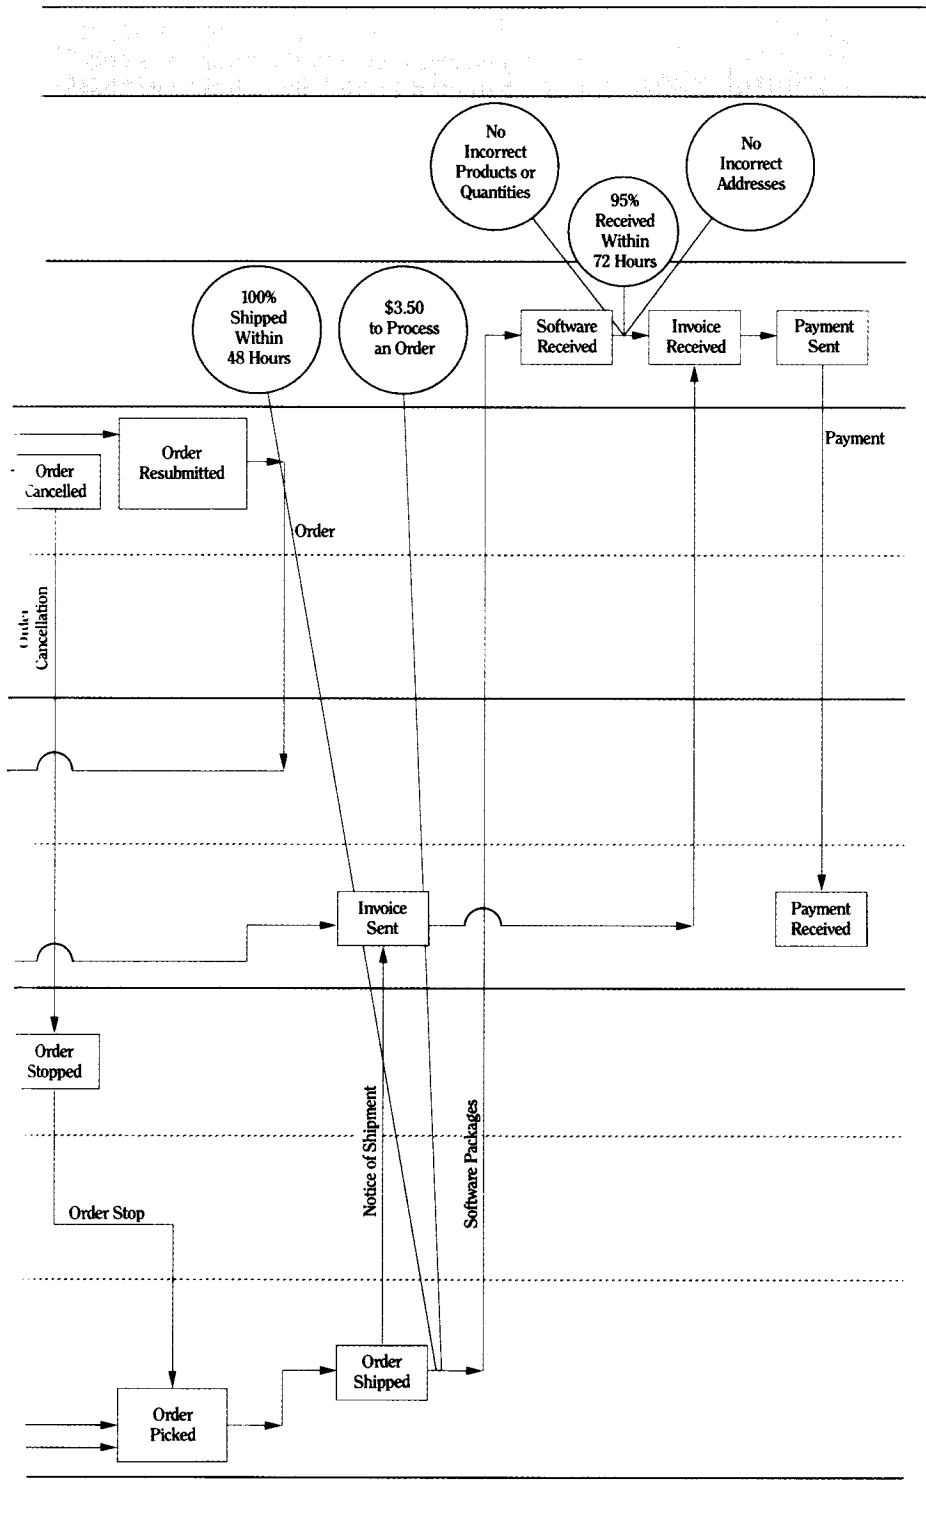 No
Incorrect
Products or
Quantities
No
Incorrect
Addresses
95%
Received
Within
72 Hours
100%
Shipped
Within
48 Hours
$3.50
to Process
an Order
Software
Received
Invoice
Received
Payment
Sent
Order
Resubmitted
Payment
Order
Cancelled
Order
Order
Cancellation
Invoice
Sent
Payment
Received
Order
Stopped
Notice of Shipment
Software Packages
Order Stop
Order
Shipped
Order
Picked